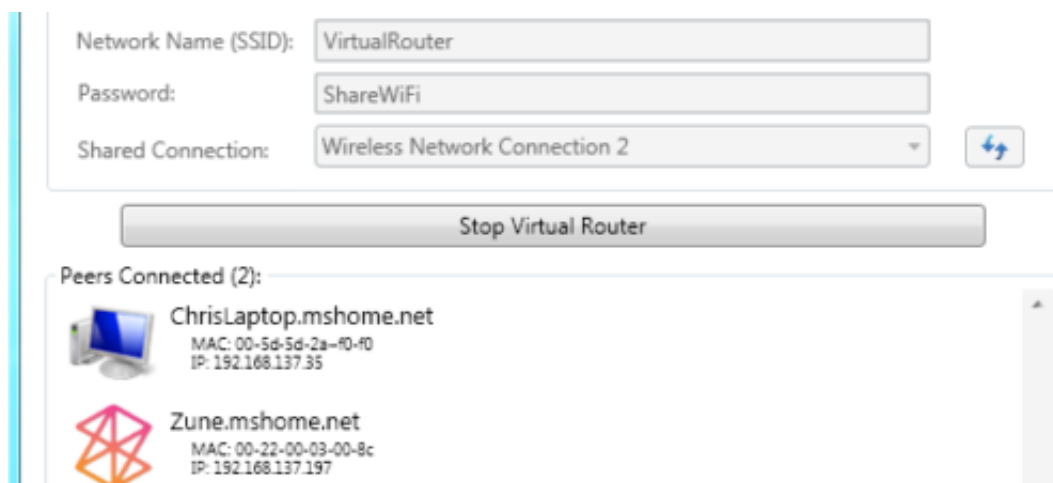 Network Name (SSID): VirtualRouter
Password: ShareWiFi
Shared Connection: Wireless Network Connection 2
Stop Virtual Router
Peers Connected (2):
ChrisLaptop.mshome.net
MAC: 00-5d-5d-2a-f0-f0
IP: 192.168.137.35
Zune.mshome.net
MAC: 00-22-00-03-00-8c
IP: 192.168.137.197